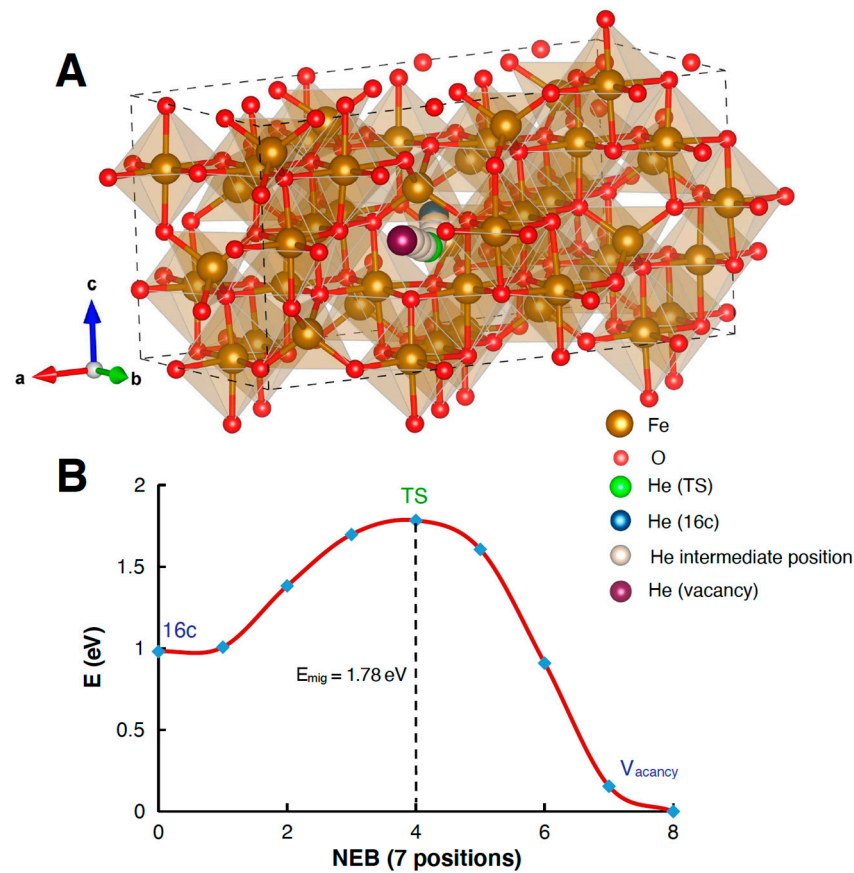 A
c
a
b
Fe
O
He (TS)
He (16c)
He intermediate position
He (vacancy)
B
TS
2
1.5
1
0.5
0
E (eV)
16c
Emig = 1.78 eV
Vacancy
0 2 4 6 8
NEB (7 positions)